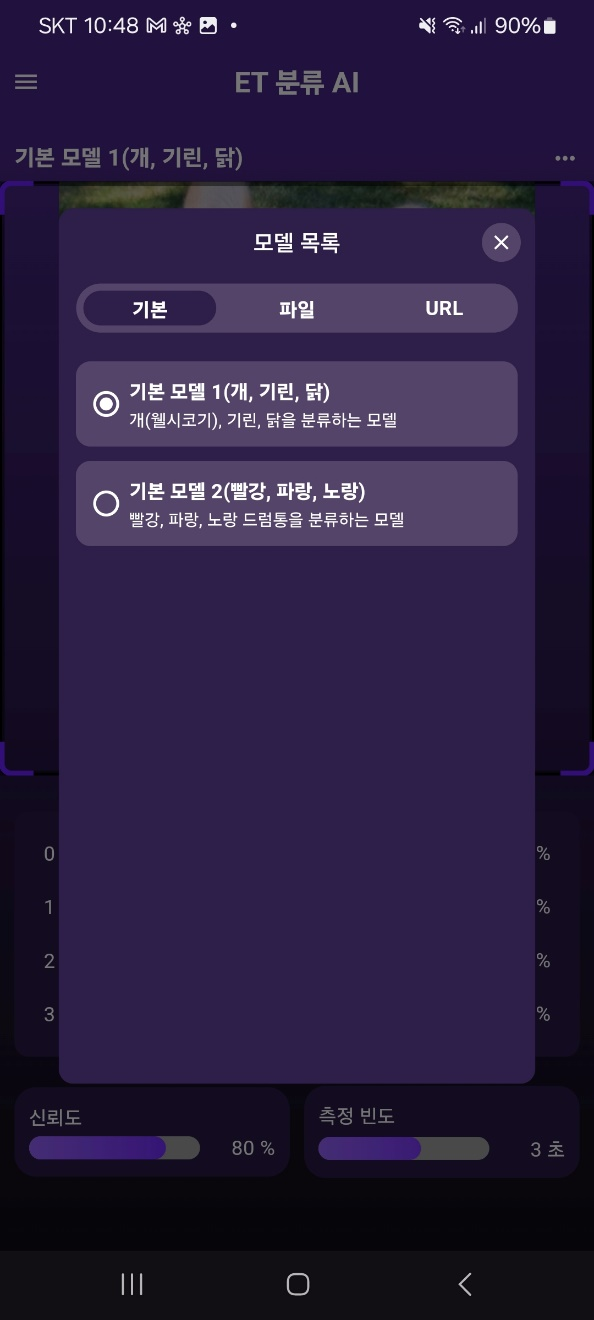 SKT 10:48 90%
ET 분류 AI
기본 모델 1(개, 기린, 닭)
모델 목록
기본 파일 URL
기본 모델 1(개, 기린, 닭)
개(웰시코기), 기린, 닭을 분류하는 모델
기본 모델 2(빨강, 파랑, 노랑)
빨강, 파랑, 노랑 드럼통을 분류하는 모델
0 %
1 %
2 %
3 %
신뢰도 측정 빈도
80 % 3 초